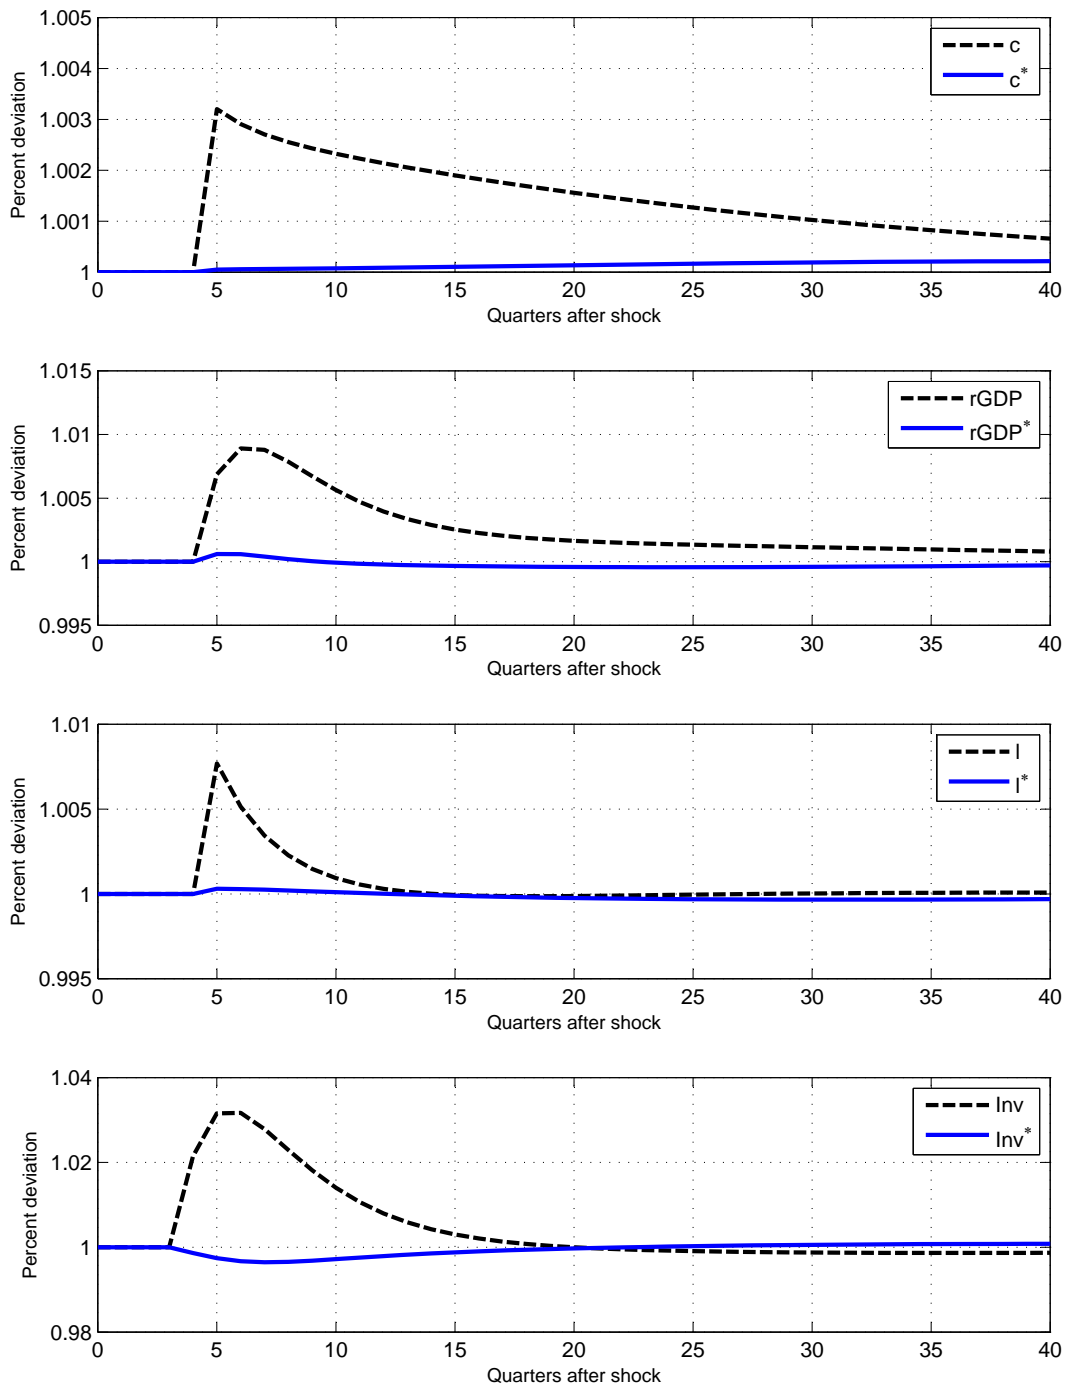 1.005
1.004
1.003
1.002
1.001
1
Percent deviation
c
c*
0 5 10 15 20 25 30 35 40
Quarters after shock
1.015
1.01
1.005
1
0.995
Percent deviation
rGDP
rGDP*
0 5 10 15 20 25 30 35 40
Quarters after shock
1.01
1.005
1
0.995
Percent deviation
l
l*
0 5 10 15 20 25 30 35 40
Quarters after shock
1.04
1.02
1
0.98
Percent deviation
Inv
Inv*
0 5 10 15 20 25 30 35 40
Quarters after shock